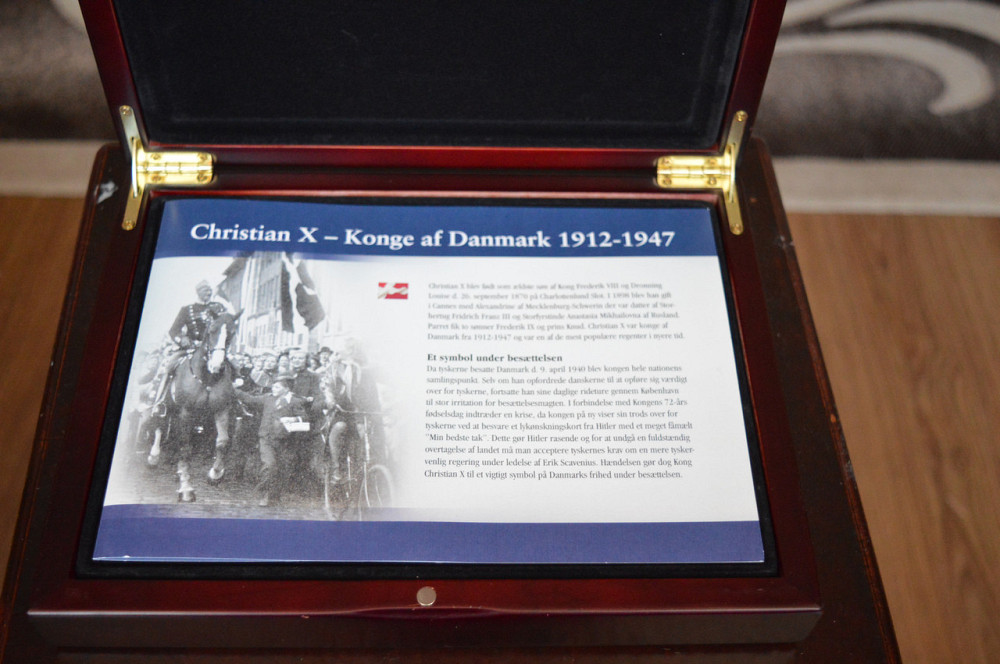 Christian X – Konge af Danmark 1912-1947
Christian X blev født som ældste søn af Kong Frederik VIII og Dronning
Louise d. 26. september 1870 på Charlottenlund Slot. I 1898 blev han gift
i Cannes med Alexandrine af Mecklenburg-Schwerin der var datter af Stor-
hertug Fridrich Franz III og Storfyrstinde Anastasia Mikhailovna af Rusland.
Parret fik to sønner Frederik IX og prins Knud. Christian X var konge af
Danmark fra 1912-1947 og var en af de mest populære regenter i nyere tid.
Et symbol under besættelsen
Da tyskerne besatte Danmark d. 9. april 1940 blev kongen hele nationens
samlingspunkt. Selv om han opfordrede danskerne til at opføre sig værdigt
over for tyskerne, fortsatte han sine daglige rideture gennem København
til stor irritation for besættelsesmagten. I forbindelse med Kongens 72-års
fødselsdag indtræder en krise, da kongen på ny viser sin trods over for
tyskerne ved at besvare et lykønskningskort fra Hitler med et meget fåmælt
"Min bedste tak". Dette gør Hitler rasende og for at undgå en fuldstændig
overtagelse af landet må man acceptere tyskernes krav om en mere tysker-
venlig regering under ledelse af Erik Scavenius. Hændelsen gør dog Kong
Christian X til et vigtigt symbol på Danmarks frihed under besættelsen.